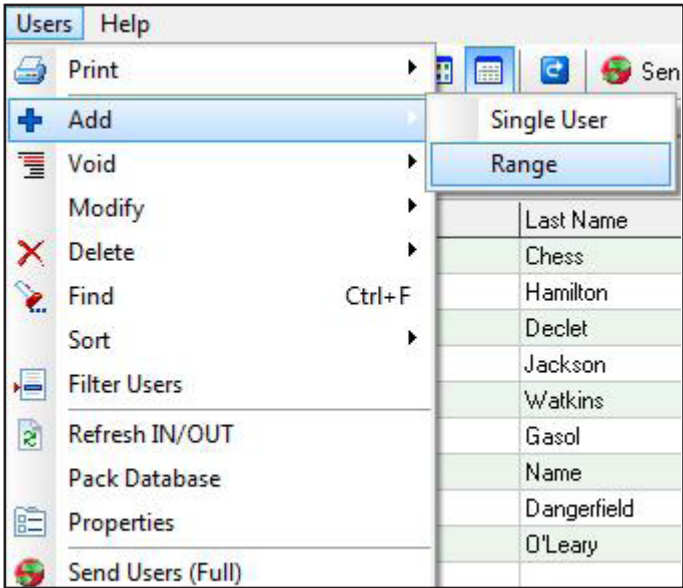 Users Help
Print
Sen
Add
Single User
Void
Range
Modify
Last Name
Delete
Chess
Find Ctrl+F
Hamilton
Sort
Declet
Filter Users
Jackson
Watkins
Refresh IN/OUT
Gasol
Pack Database
Name
Properties
Dangerfield
O'Leary
Send Users (Full)